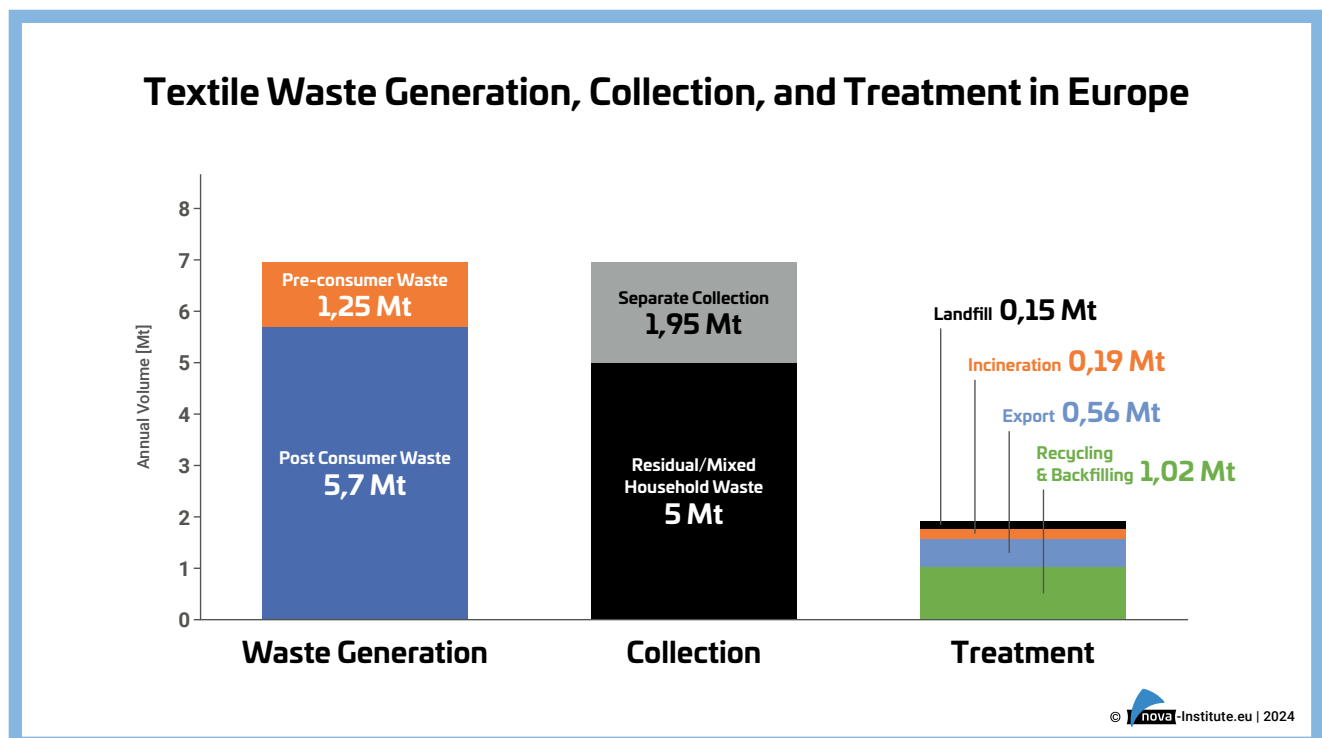 Textile Waste Generation, Collection, and Treatment in Europe
Annual Volume [Mt]
8
7
6
5
4
3
2
1
0
Pre-consumer Waste
1,25 Mt
Post Consumer Waste
5,7 Mt
Separate Collection
1,95 Mt
Residual/Mixed
Household Waste
5 Mt
Landfill 0,15 Mt
Incineration 0,19 Mt
Export 0,56 Mt
Recycling
& Backfilling 1,02 Mt
Waste Generation
Collection
Treatment
© nova-Institute.eu | 2024